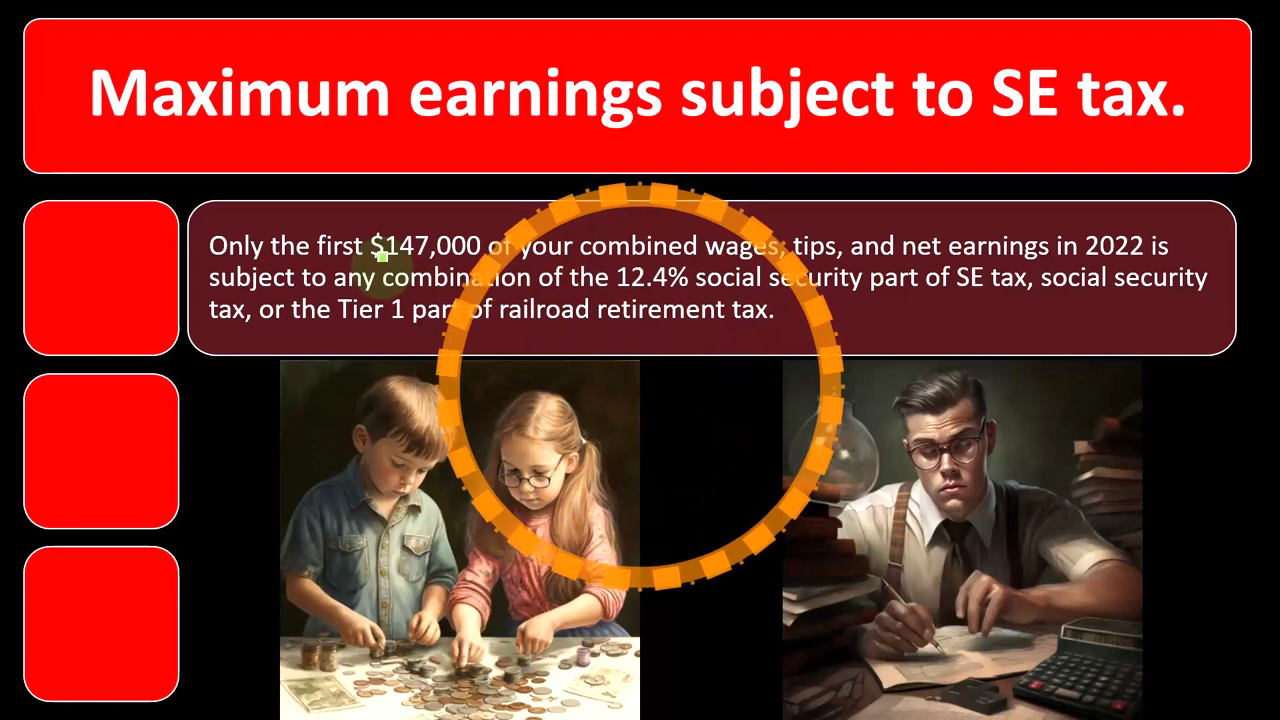 Maximum earnings subject to SE tax.
Only the first $147,000 of your combined wages, tips, and net earnings in 2022 is
subject to any combination of the 12.4% social security part of SE tax, social security
tax, or the Tier 1 part of railroad retirement tax.